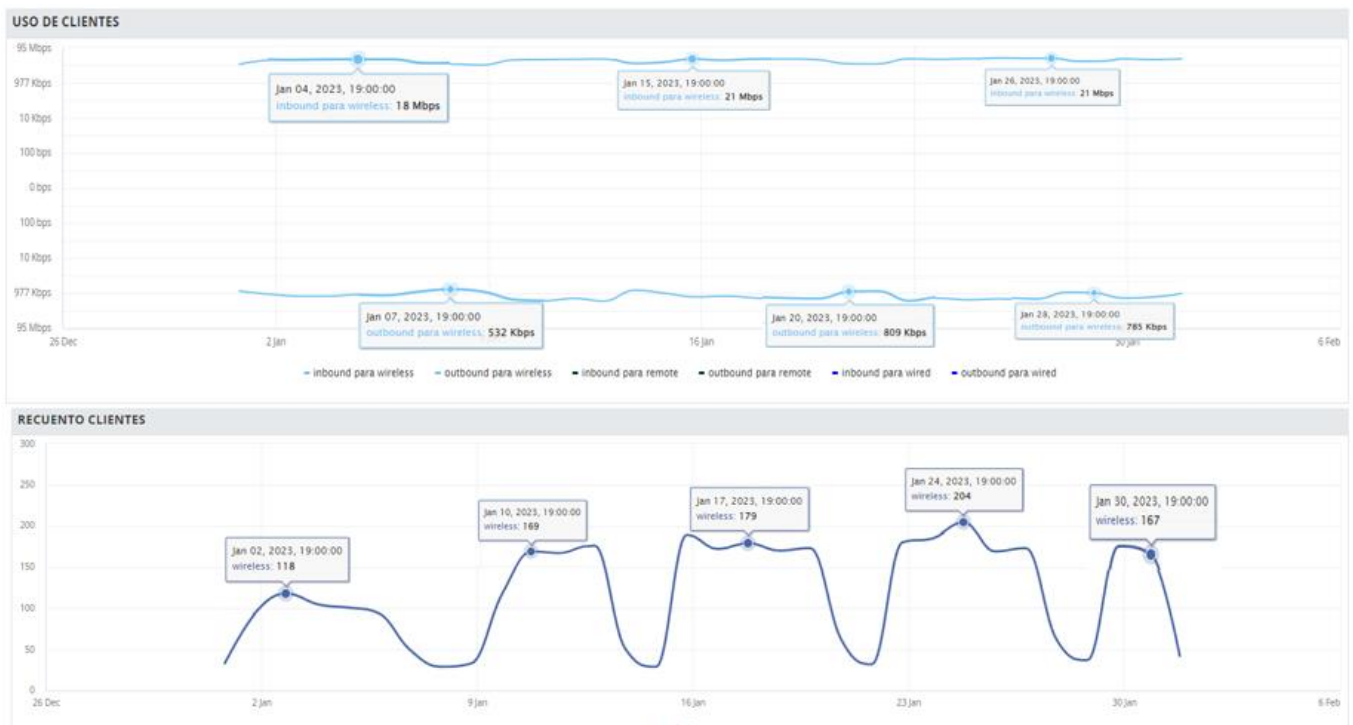 USO DE CLIENTES
95 Mbps
977 Kbps
10 Kbps
100 bps
0 bps
100 bps
10 Kbps
977 Kbps
95 Mbps
Jan 04, 2023, 19:00:00
inbound para wireless: 18 Mbps
Jan 15, 2023, 19:00:00
inbound para wireless: 21 Mbps
Jan 26, 2023, 19:00:00
inbound para wireless: 21 Mbps
Jan 07, 2023, 19:00:00
outbound para wireless: 532 Kbps
Jan 20, 2023, 19:00:00
outbound para wireless: 809 Kbps
Jan 28, 2023, 19:00:00
outbound para wireless: 785 Kbps
26 Dec 2 Jan 16 Jan 30 Jan 6 Feb
inbound para wireless outbound para wireless inbound para remote outbound para remote inbound para wired outbound para wired
RECUENTO CLIENTES
300
250
200
150
100
50
0
Jan 02, 2023, 19:00:00
wireless: 118
Jan 10, 2023, 19:00:00
wireless: 169
Jan 17, 2023, 19:00:00
wireless: 179
Jan 24, 2023, 19:00:00
wireless: 204
Jan 30, 2023, 19:00:00
wireless: 167
26 Dec 2 Jan 9 Jan 16 Jan 23 Jan 30 Jan 6 Feb